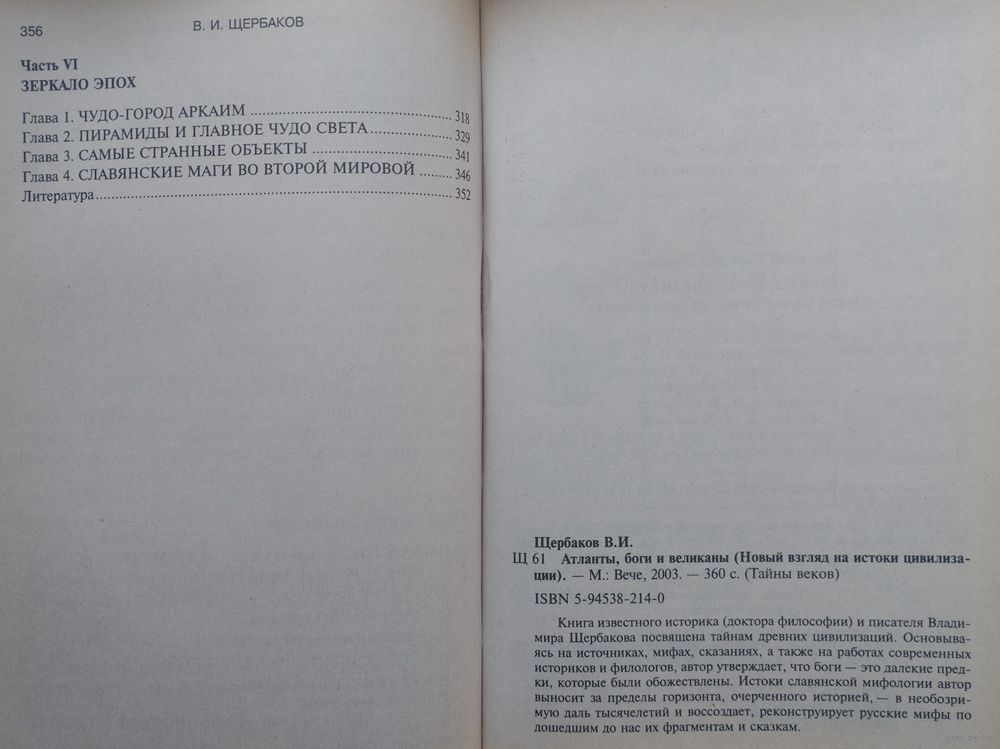 356
В. И. ЩЕРБАКОВ
Часть VI
ЗЕРКАЛО ЭПОХ
Глава 1. ЧУДО-ГОРОД АРКАИМ ........................................ 318
Глава 2. ПИРАМИДЫ И ГЛАВНОЕ ЧУДО СВЕТА ................ 329
Глава 3. САМЫЕ СТРАННЫЕ ОБЪЕКТЫ ........................... 341
Глава 4. СЛАВЯНСКИЕ МАГИ ВО ВТОРОЙ МИРОВОЙ ........ 346
Литература ................................................................ 352
Щербаков В.И.
Щ 61 Атланты, боги и великаны (Новый взгляд на истоки цивилиза-
ции). — М.: Вече, 2003. — 360 с. (Тайны веков)
ISBN 5-94538-214-0
Книга известного историка (доктора философии) и писателя Влади-
мира Щербакова посвящена тайнам древних цивилизаций. Основыва-
ясь на источниках, мифах, сказаниях, а также на работах современных
историков и филологов, автор утверждает, что боги — это далекие пред-
ки, которые были обожествлены. Истоки славянской мифологии автор
выносит за пределы горизонта, очерченного историей, — в необозри-
мую даль тысячелетий и воссоздает, реконструирует русские мифы по
дошедшим до нас их фрагментам и сказкам.
www.ay.by